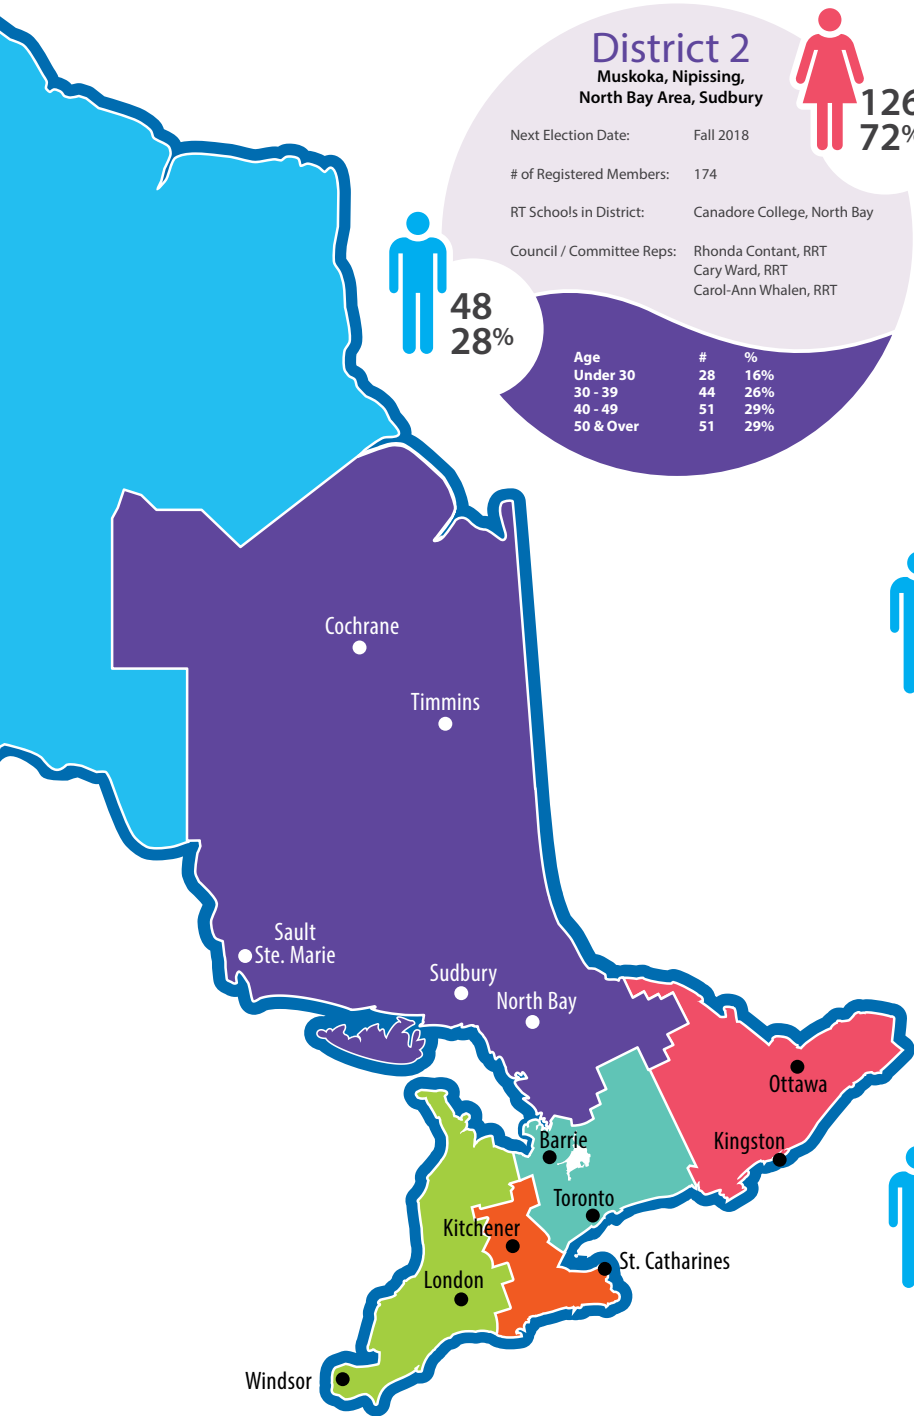 District 2
Muskoka, Nipissing,
North Bay Area, Sudbury
126
72%
Next Election Date: Fall 2018
# of Registered Members: 174
RT Schools in District: Canadore College, North Bay
Council / Committee Reps: Rhonda Contant, RRT
Cary Ward, RRT
Carol-Ann Whalen, RRT
48
28%
Age # %
Under 30 28 16%
30 - 39 44 26%
40 - 49 51 29%
50 & Over 51 29%
Cochrane
Timmins
Sault
Ste. Marie
Sudbury
North Bay
Ottawa
Barrie
Kingston
Toronto
Kitchener
St. Catharines
London
Windsor